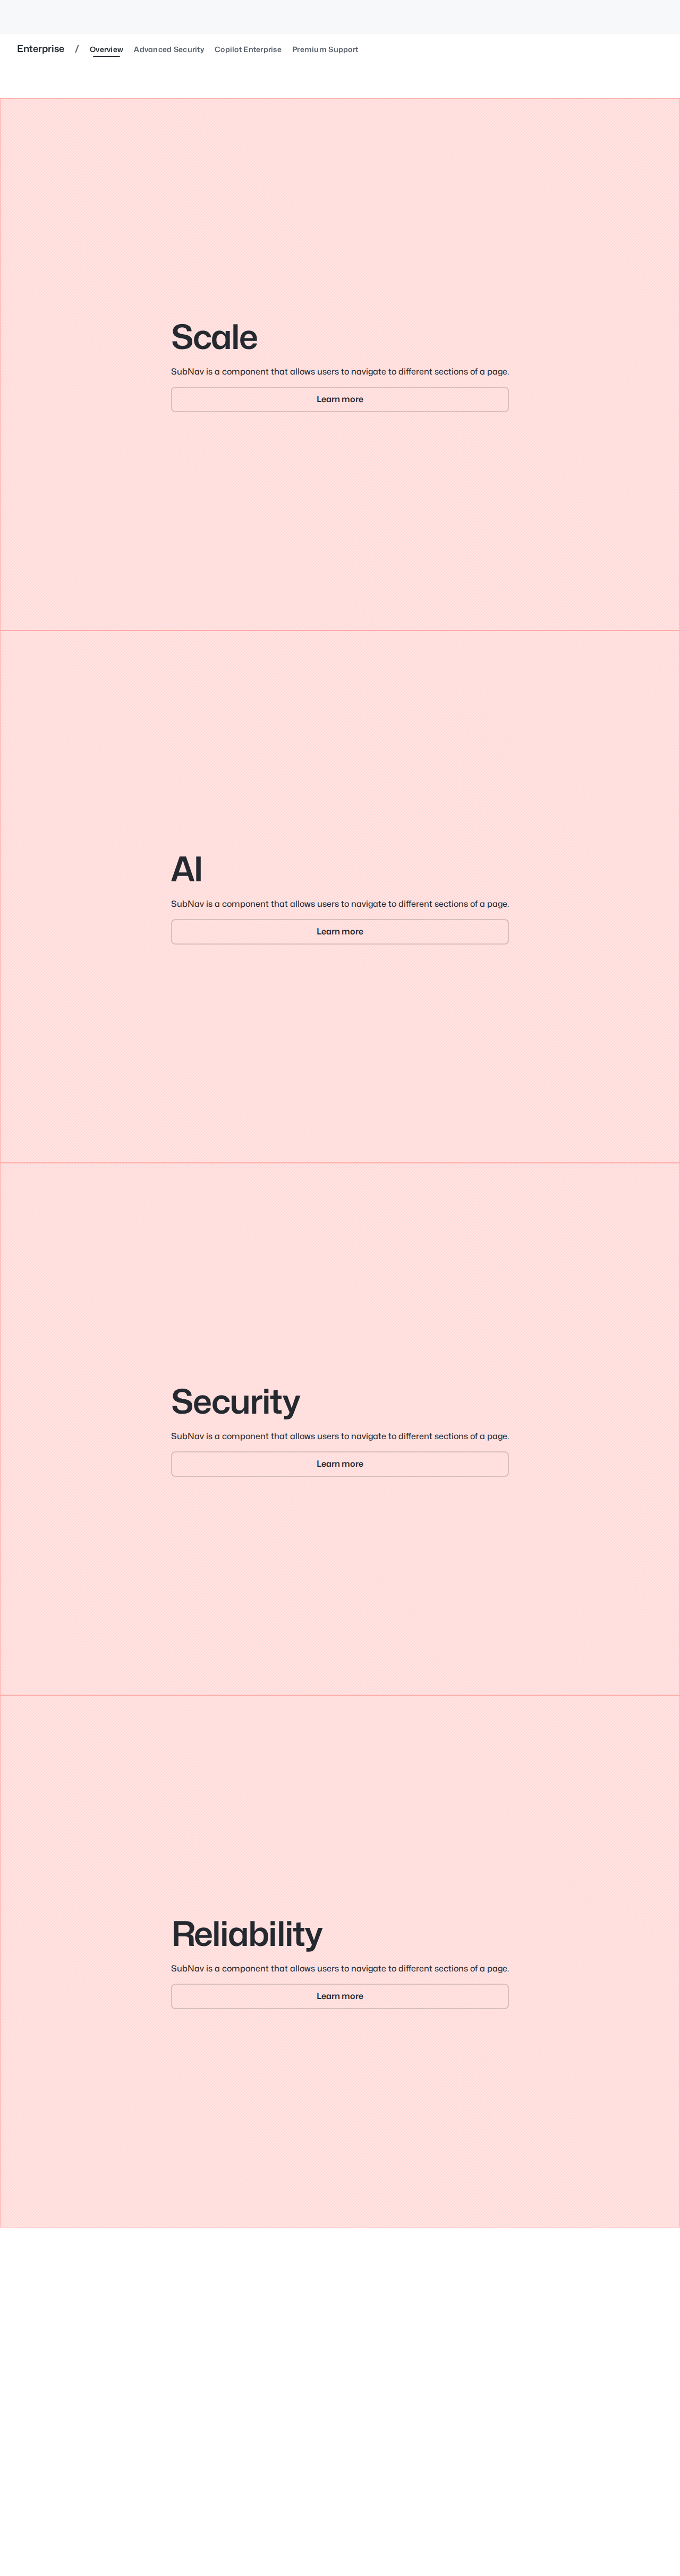 Enterprise / Overview Advanced Security Copilot Enterprise Premium Support
Scale
SubNav is a component that allows users to navigate to different sections of a page.
Learn more
AI
SubNav is a component that allows users to navigate to different sections of a page.
Learn more
Security
SubNav is a component that allows users to navigate to different sections of a page.
Learn more
Reliability
SubNav is a component that allows users to navigate to different sections of a page.
Learn more